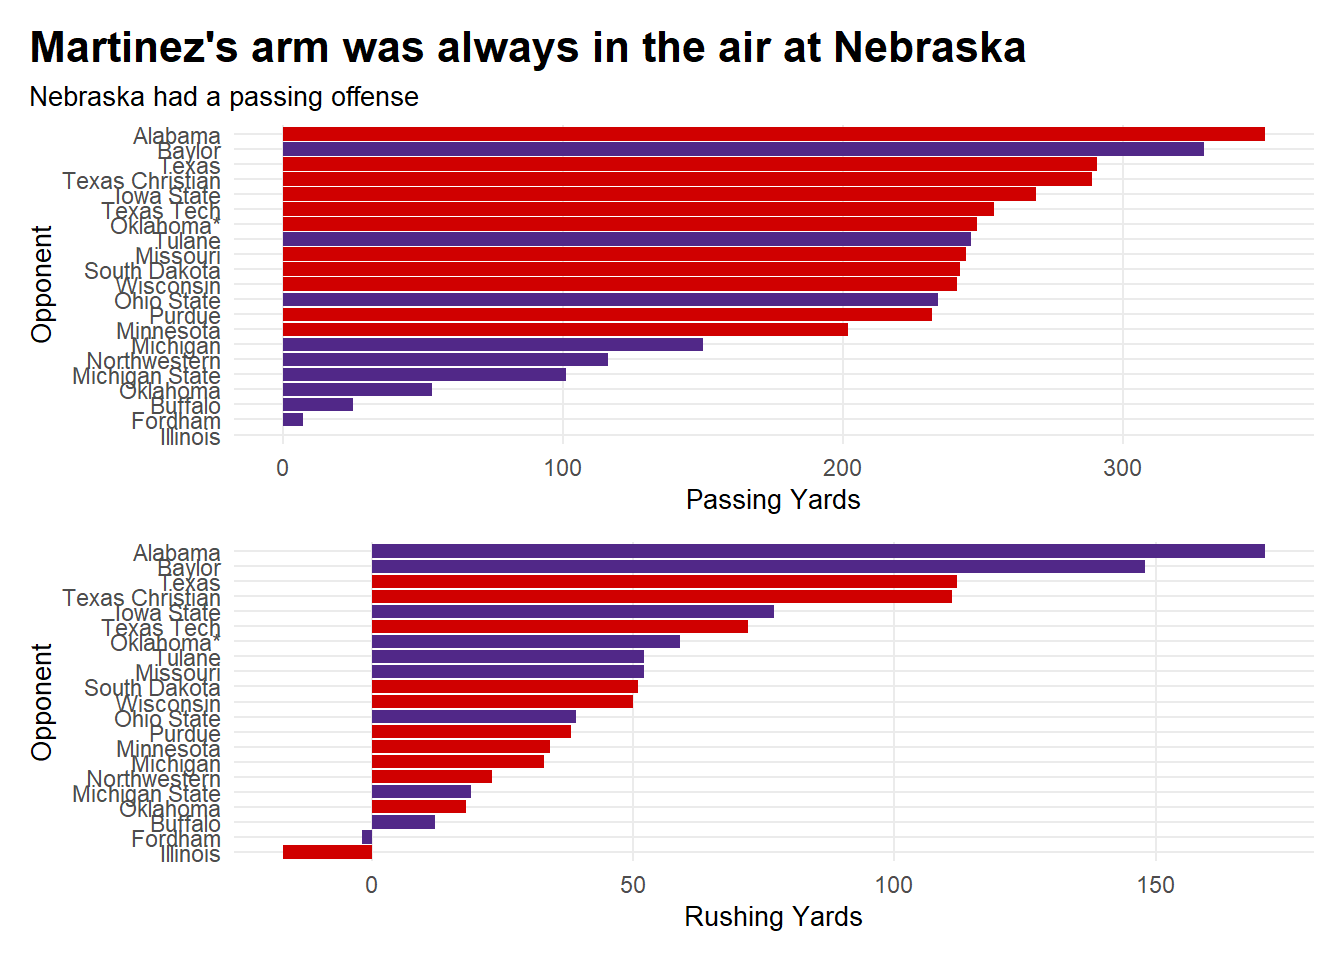 Martinez's arm was always in the air at Nebraska
Nebraska had a passing offense
Opponent
Alabama
Baylor
Texas
Texas Christian
Iowa State
Texas Tech
Oklahoma*
Tulane
Missouri
South Dakota
Wisconsin
Ohio State
Purdue
Minnesota
Michigan
Northwestern
Michigan State
Oklahoma
Buffalo
Fordham
Illinois
0 100 200 300
Passing Yards
Opponent
Alabama
Baylor
Texas
Texas Christian
Iowa State
Texas Tech
Oklahoma*
Tulane
Missouri
South Dakota
Wisconsin
Ohio State
Purdue
Minnesota
Michigan
Northwestern
Michigan State
Oklahoma
Buffalo
Fordham
Illinois
0 50 100 150
Rushing Yards